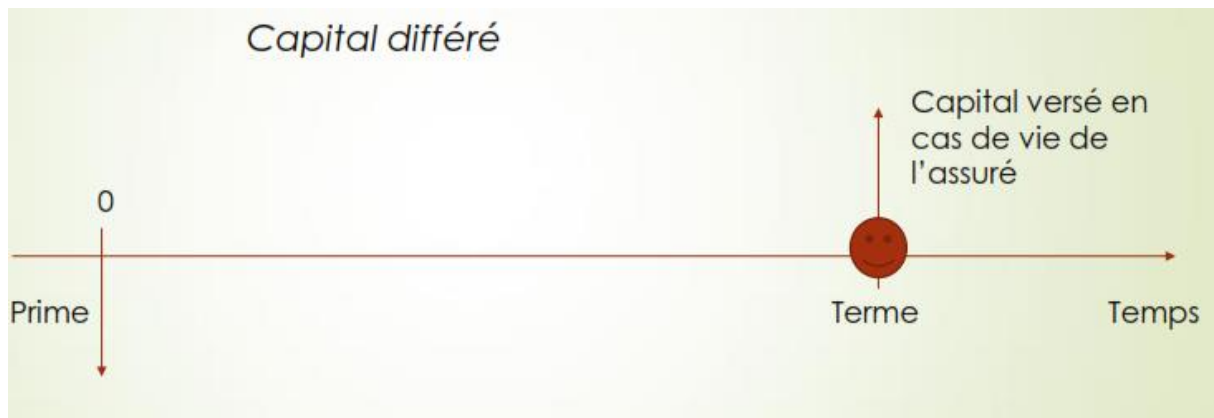 Capital différé
Capital versé en
cas de vie de
l'assuré
0
Prime
Terme
Temps